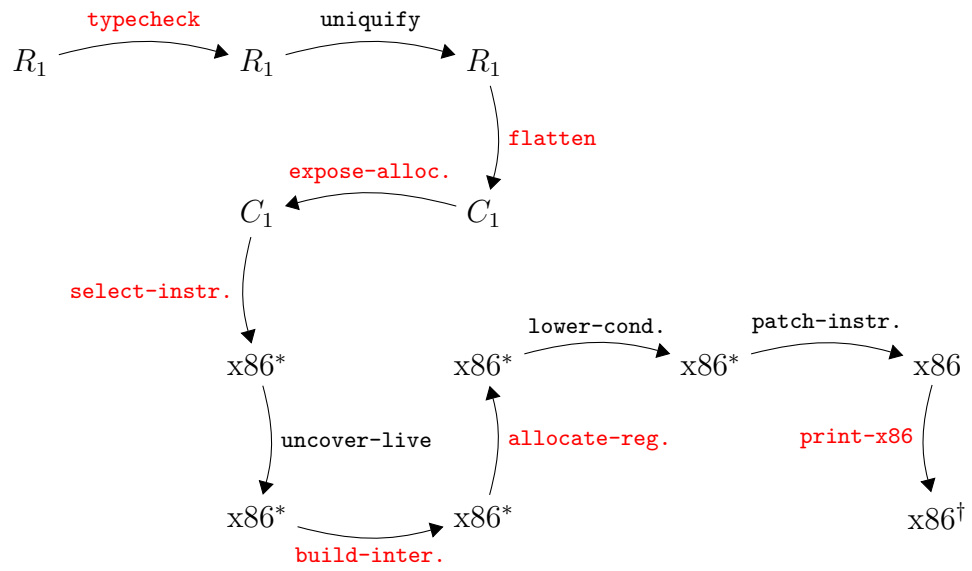 typecheck
uniquify
R₁
R₁
R₁
flatten
expose-alloc.
C₁
C₁
select-instr.
lower-cond.
patch-instr.
x86*
x86*
x86*
x86
uncover-live
allocate-reg.
print-x86
x86*
x86*
x86†
build-inter.